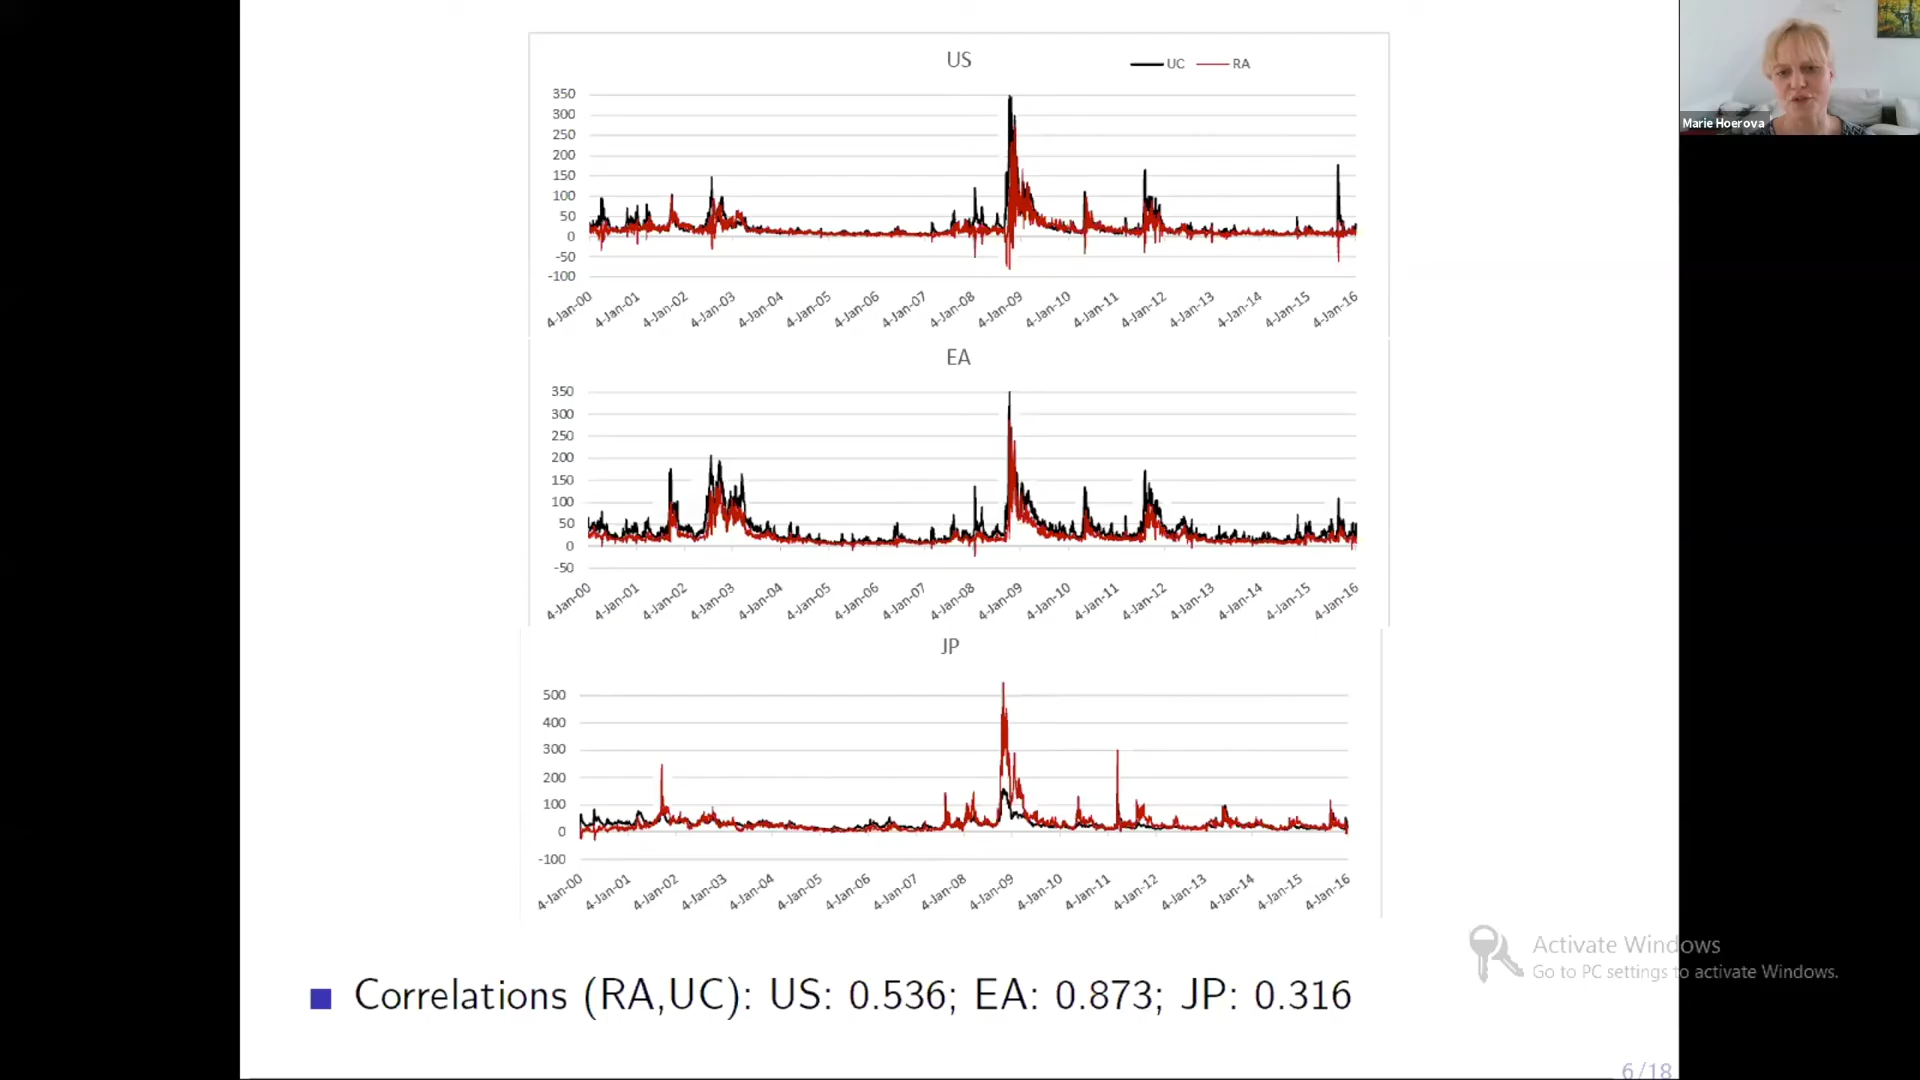 US
UC RA
350
300
250
200
150
100
50
0
-50
-100
4-Jan-00 4-Jan-01 4-Jan-02 4-Jan-03 4-Jan-04 4-Jan-05 4-Jan-06 4-Jan-07 4-Jan-08 4-Jan-09 4-Jan-10 4-Jan-11 4-Jan-12 4-Jan-13 4-Jan-14 4-Jan-15 4-Jan-16
EA
350
300
250
200
150
100
50
0
-50
4-Jan-00 4-Jan-01 4-Jan-02 4-Jan-03 4-Jan-04 4-Jan-05 4-Jan-06 4-Jan-07 4-Jan-08 4-Jan-09 4-Jan-10 4-Jan-11 4-Jan-12 4-Jan-13 4-Jan-14 4-Jan-15 4-Jan-16
JP
500
400
300
200
100
0
-100
4-Jan-00 4-Jan-01 4-Jan-02 4-Jan-03 4-Jan-04 4-Jan-05 4-Jan-06 4-Jan-07 4-Jan-08 4-Jan-09 4-Jan-10 4-Jan-11 4-Jan-12 4-Jan-13 4-Jan-14 4-Jan-15 4-Jan-16
Correlations (RA,UC): US: 0.536; EA: 0.873; JP: 0.316
6/18
Marie Hoerova
Activate Windows
Go to PC settings to activate Windows.